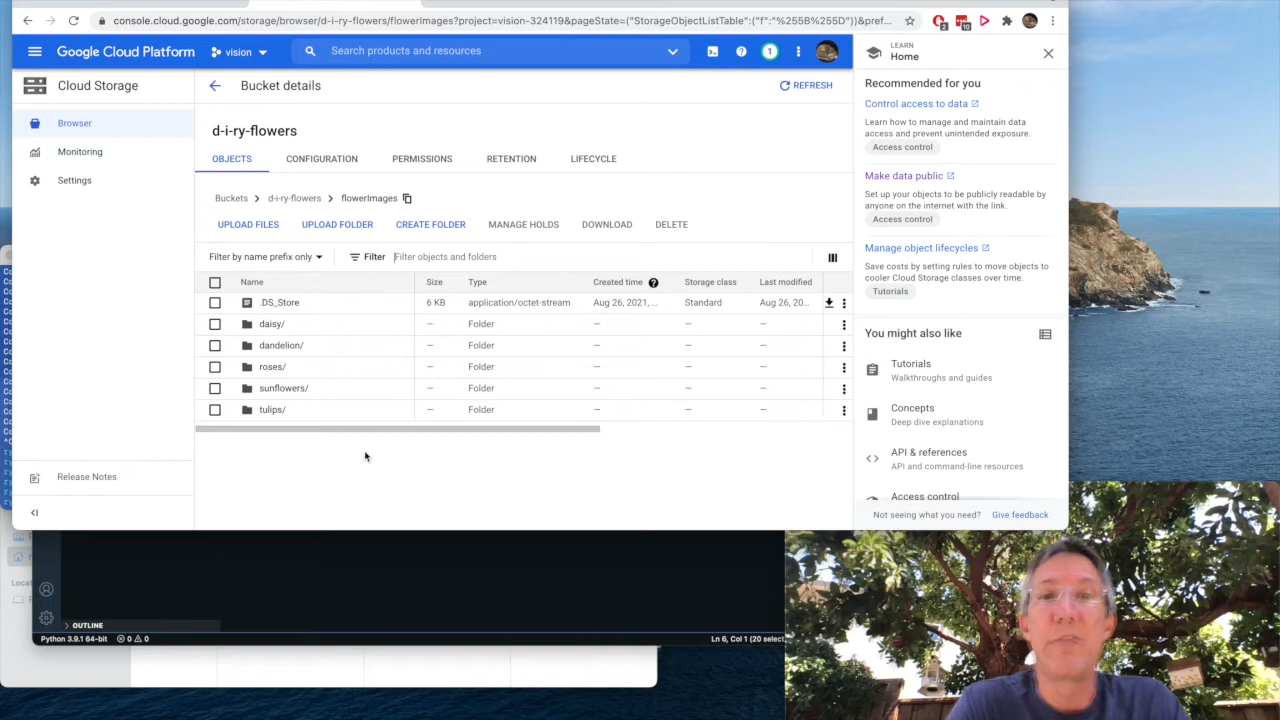 console.cloud.google.com/storage/browser/d-i-ry-flowers/flowerImages?project=vision-324119&pageState=("StorageObjectListTable":("f":"%255B%255D"))&pref...
2
10
Google Cloud Platform
vision
Search products and resources
1
Cloud Storage
Browser
Monitoring
Settings
Release Notes
Bucket details
REFRESH
d-i-ry-flowers
OBJECTS CONFIGURATION PERMISSIONS RETENTION LIFECYCLE
Buckets > d-i-ry-flowers > flowerImages
UPLOAD FILES UPLOAD FOLDER CREATE FOLDER MANAGE HOLDS DOWNLOAD DELETE
Filter by name prefix only Filter Filter objects and folders
Name Size Type Created time Storage class Last modified
.DS_Store 6 KB application/octet-stream Aug 26, 2021, ... Standard Aug 26, 20...
daisy/ — Folder — — —
dandelion/ — Folder — — —
roses/ — Folder — — —
sunflowers/ — Folder — — —
tulips/ — Folder — — —
LEARN
Home
Recommended for you
Control access to data
Learn how to manage and maintain data
access and prevent unintended exposure.
Access control
Make data public
Set up your objects to be publicly readable by
anyone on the internet with the link.
Access control
Manage object lifecycles
Save costs by setting rules to move objects to
cooler Cloud Storage classes over time.
Tutorials
You might also like
Tutorials
Walkthroughs and guides
Concepts
Deep dive explanations
API & references
API and command-line resources
Access control
Not seeing what you need? Give feedback
OUTLINE
Python 3.9.1 64-bit 0 0
Ln 6, Col 1 (20 select